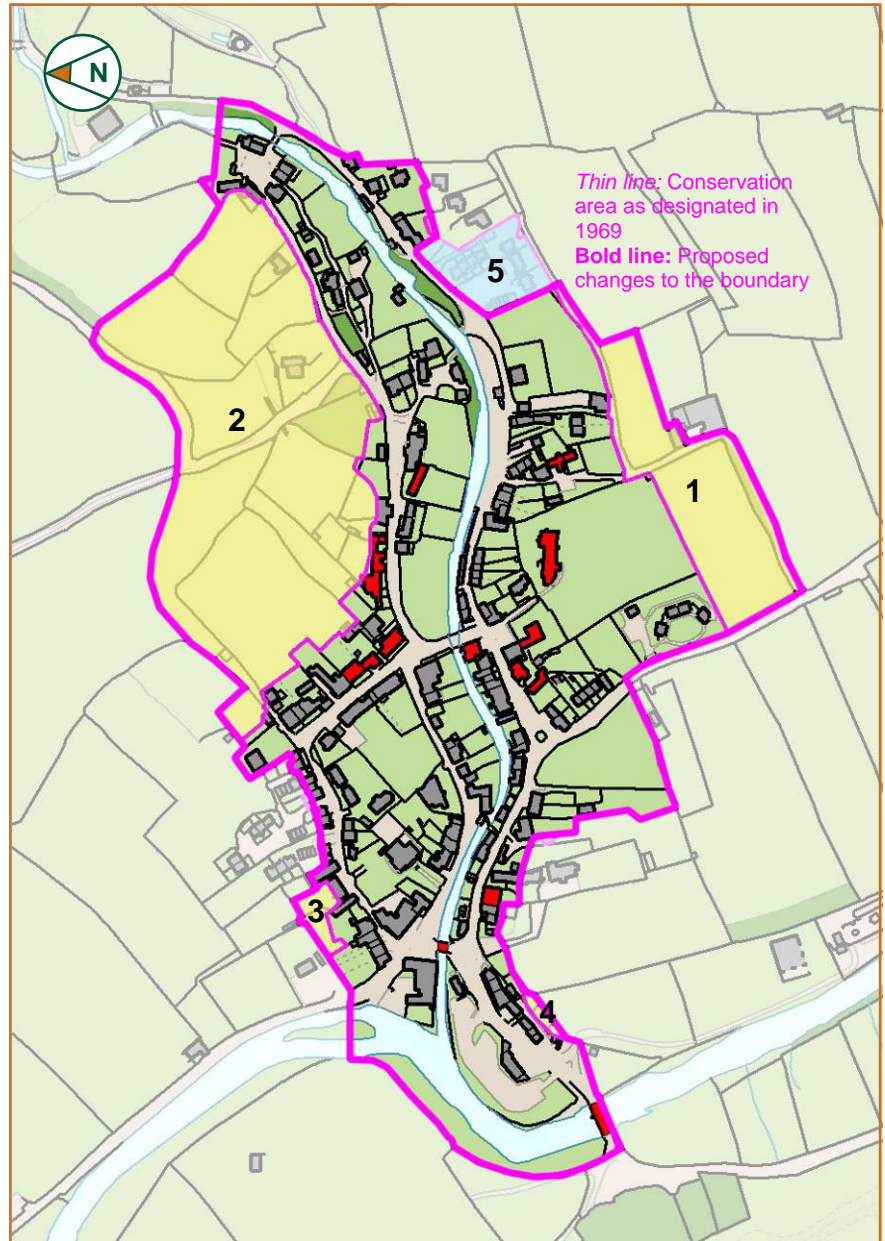 N
Thin line: Conservation
area as designated in
1969
Bold line: Proposed
changes to the boundary
5
2
1
3
4